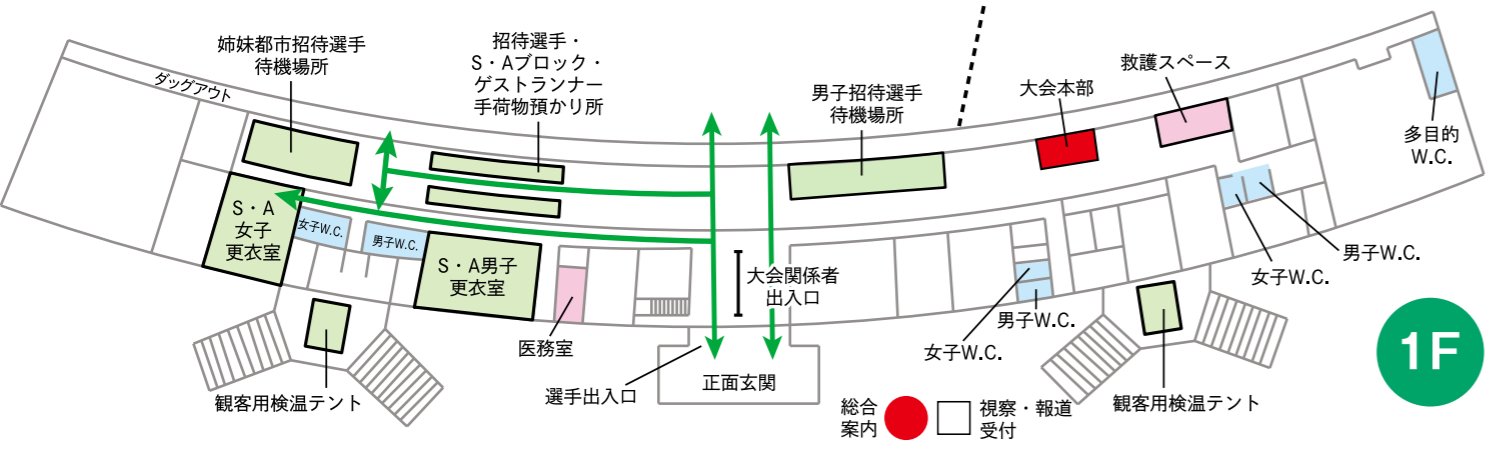 姉妹都市招待選手
待機場所
招待選手・
S・Aブロック・
ゲストランナー
手荷物預かり所
男子招待選手
待機場所
大会本部
救護スペース
多目的
W.C.
ダッグアウト
S・A
女子
更衣室
女子W.C.
男子W.C.
S・A男子
更衣室
大会関係者
出入口
医務室
選手出入口
正面玄関
男子W.C.
女子W.C.
男子W.C.
女子W.C.
観客用検温テント
観客用検温テント
総合
案内
視察・報道
受付
1F